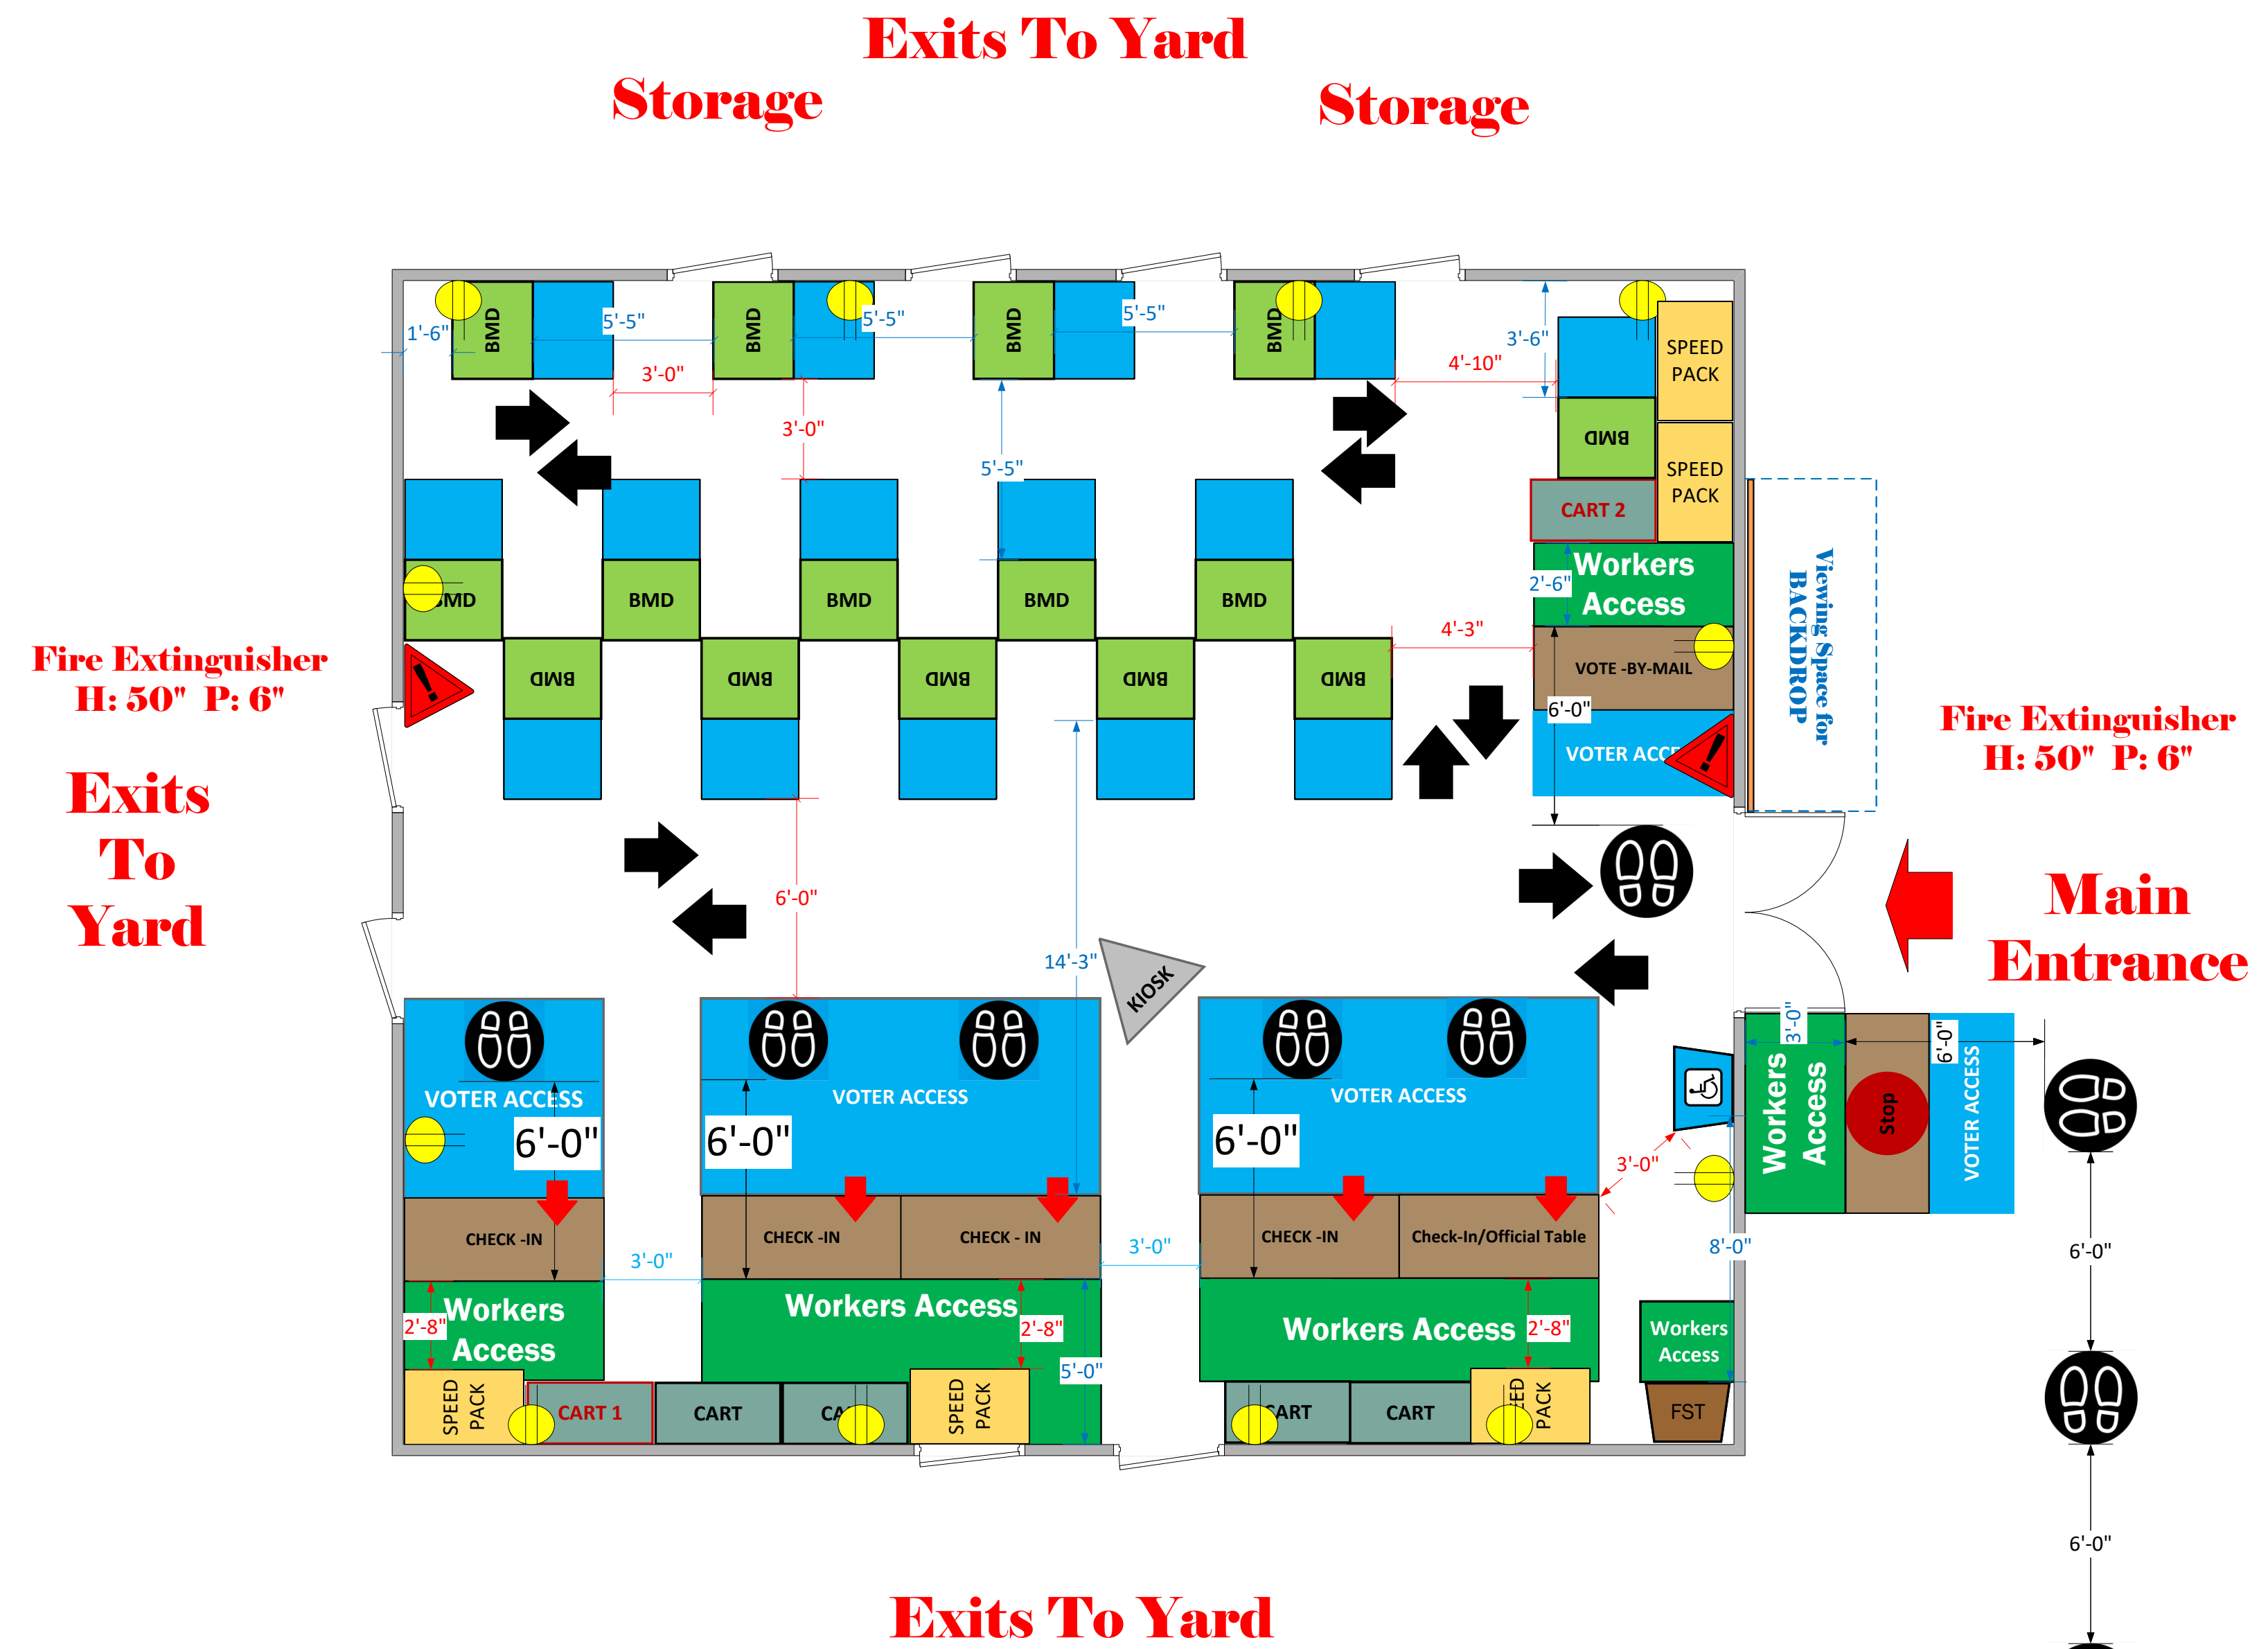 Exits To Yard
Storage
Storage
BMD
BMD
BMD
BMD
1'-6"
5'-5"
5'-5"
5'-5"
3'-6"
3'-0"
4'-10"
SPEED
PACK
3'-0"
5'-5"
BMD
SPEED
PACK
CART 2
Workers
Access
2'-6"
BMD
BMD
BMD
BMD
BMD
4'-3"
VOTE -BY-MAIL
6'-0"
VOTER ACCE
Viewing Space for
BACKDROP
Fire Extinguisher
H: 50" P: 6"
BMD
BMD
BMD
BMD
BMD
Fire Extinguisher
H: 50" P: 6"
Exits
To
Yard
6'-0"
14'-3"
KIOSK
Main
Entrance
VOTER ACCESS
6'-0"
VOTER ACCESS
6'-0"
VOTER ACCESS
6'-0"
3'-0"
3'-0"
Workers
Access
Stop
6'-0"
VOTER ACCESS
CHECK -IN
3'-0"
CHECK -IN
CHECK - IN
3'-0"
CHECK -IN
Check-In/Official Table
8'-0"
6'-0"
Workers
Access
2'-8"
Workers Access
2'-8"
5'-0"
Workers Access
2'-8"
Workers
Access
SPEED
PACK
CART 1
CART
CA
SPEED
PACK
CART
CART
EED
PACK
FST
6'-0"
Exits To Yard